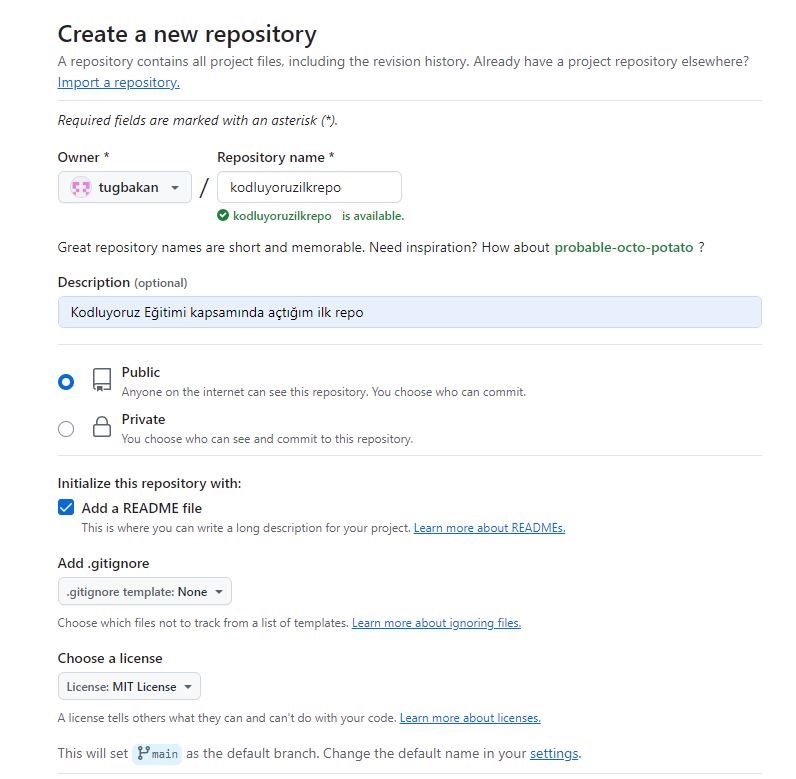 Create a new repository
A repository contains all project files, including the revision history. Already have a project repository elsewhere?
Import a repository.
Required fields are marked with an asterisk (*).
Owner * Repository name *
tugbakan / kodluyoruzilkrepo
kodluyoruzilkrepo is available.
Great repository names are short and memorable. Need inspiration? How about probable-octo-potato ?
Description (optional)
Kodluyoruz Eğitimi kapsamında açtığım ilk repo
Public
Anyone on the internet can see this repository. You choose who can commit.
Private
You choose who can see and commit to this repository.
Initialize this repository with:
Add a README file
This is where you can write a long description for your project. Learn more about READMEs.
Add .gitignore
.gitignore template: None
Choose which files not to track from a list of templates. Learn more about ignoring files.
Choose a license
License: MIT License
A license tells others what they can and can't do with your code. Learn more about licenses.
This will set main as the default branch. Change the default name in your settings.